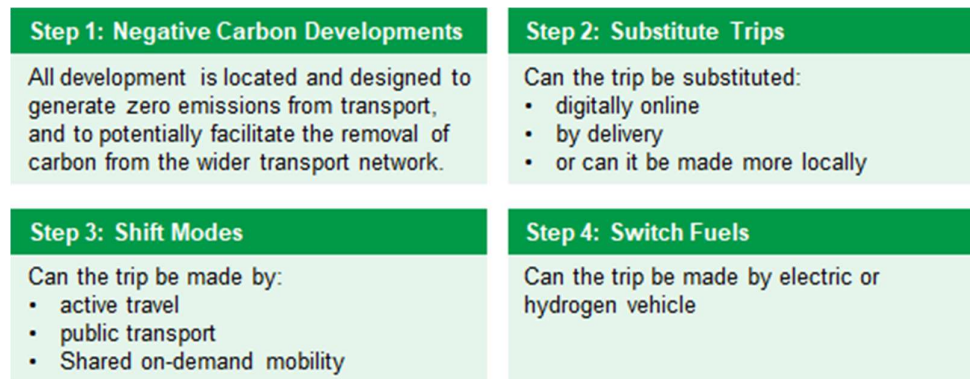 Step 1: Negative Carbon Developments
All development is located and designed to
generate zero emissions from transport,
and to potentially facilitate the removal of
carbon from the wider transport network.
Step 2: Substitute Trips
Can the trip be substituted:
• digitally online
• by delivery
• or can it be made more locally
Step 3: Shift Modes
Can the trip be made by:
• active travel
• public transport
• Shared on-demand mobility
Step 4: Switch Fuels
Can the trip be made by electric or
hydrogen vehicle